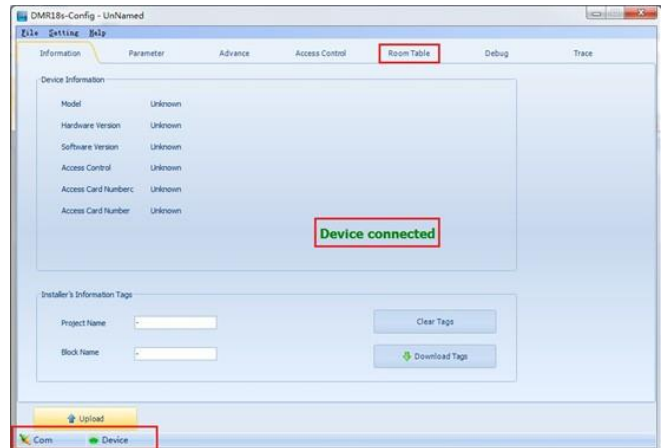 DMR18s-Config - UnNamed
File Setting Help
Information Parameter Advance Access Control Room Table Debug Trace
Device Information
Model Unknown
Hardware Version Unknown
Software Version Unknown
Access Control Unknown
Access Card Numberc Unknown
Access Card Number Unknown
Device connected
Installer's Information Tags
Project Name - Clear Tags
Block Name - Download Tags
Upload
Com Device